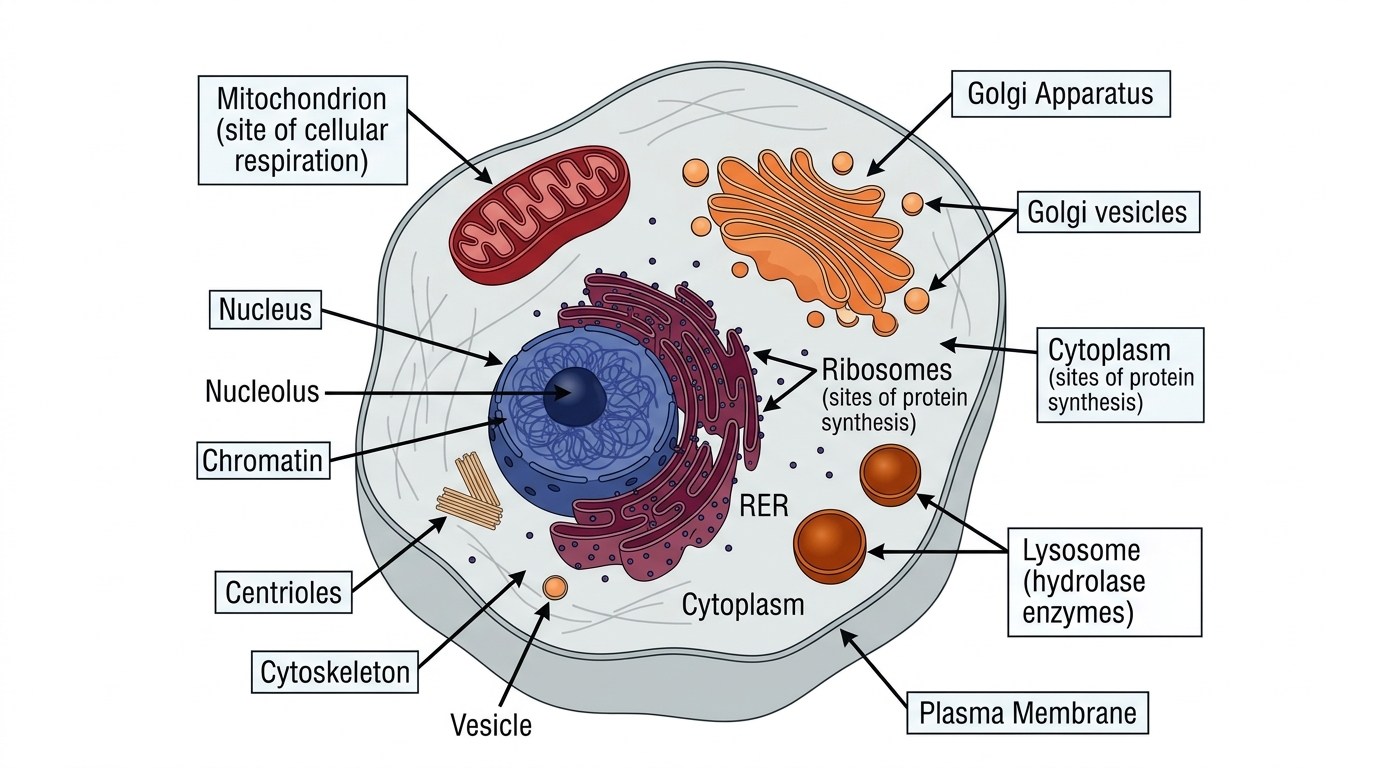 Mitochondrion
(site of cellular
respiration)
Golgi Apparatus
Golgi vesicles
Nucleus
Cytoplasm
(sites of protein
synthesis)
Ribosomes
(sites of protein
synthesis)
Nucleolus
Chromatin
RER
Lysosome
(hydrolase
enzymes)
Centrioles
Cytoplasm
Cytoskeleton
Plasma Membrane
Vesicle